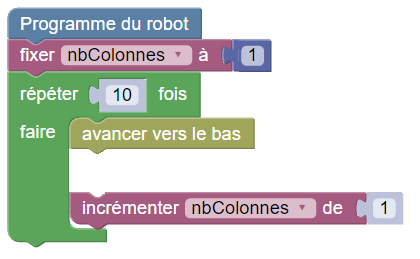 Programme du robot
fixer nbColonnes à 1
répéter 10 fois
faire avancer vers le bas
incrémenter nbColonnes de 1